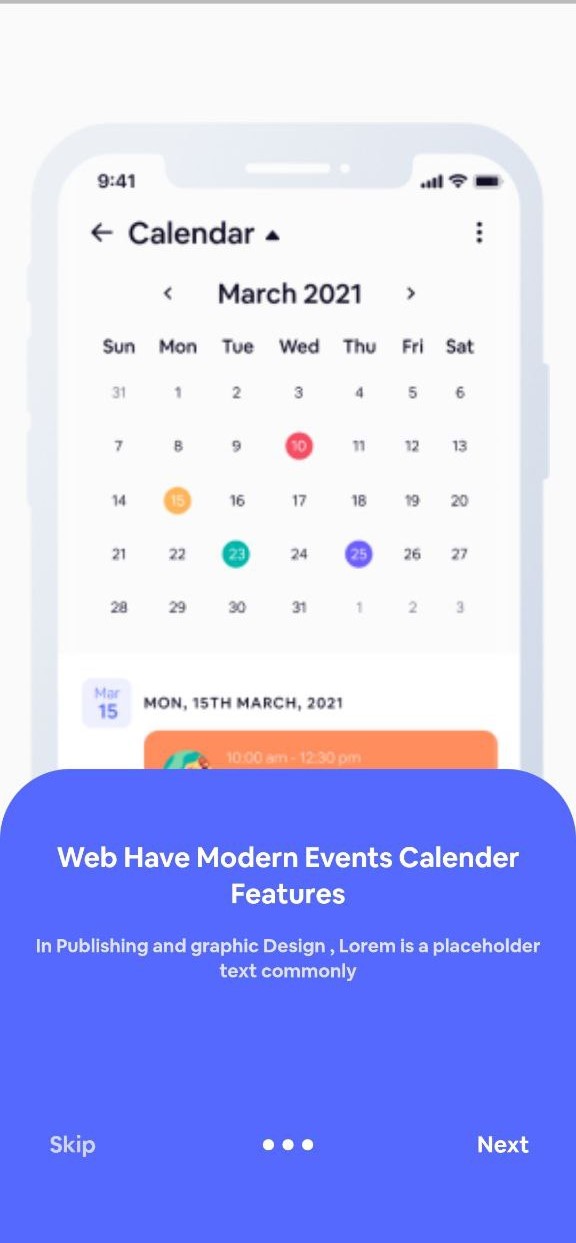 9:41
Calendar
March 2021
Sun Mon Tue Wed Thu Fri Sat
31 1 2 3 4 5 6
7 8 9 10 11 12 13
14 15 16 17 18 19 20
21 22 23 24 25 26 27
28 29 30 31 1 2 3
Mar
15 MON, 15TH MARCH, 2021
10:00 am - 12:30 pm
Web Have Modern Events Calender
Features
In Publishing and graphic Design , Lorem is a placeholder
text commonly
Skip Next